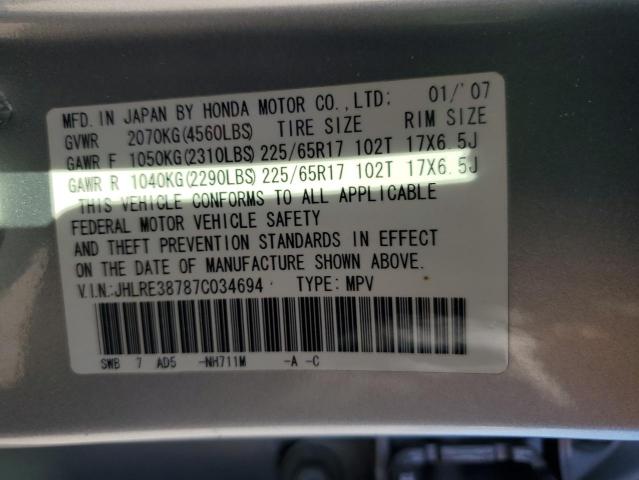 MFD. IN JAPAN BY HONDA MOTOR CO.,LTD: 01/'07
GVWR 2070KG(4560LBS) TIRE SIZE RIM SIZE
GAWR F 1050KG(2310LBS) 225/65R17 102T 17X6.5J
GAWR R 1040KG(2290LBS) 225/65R17 102T 17X6.5J
THIS VEHICLE CONFORMS TO ALL APPLICABLE
FEDERAL MOTOR VEHICLE SAFETY
AND THEFT PREVENTION STANDARDS IN EFFECT
ON THE DATE OF MANUFACTURE SHOWN ABOVE.
V.I.N.:JHLRE38787C034694 TYPE: MPV
SWB 7 AD5 -NH711M -A -C